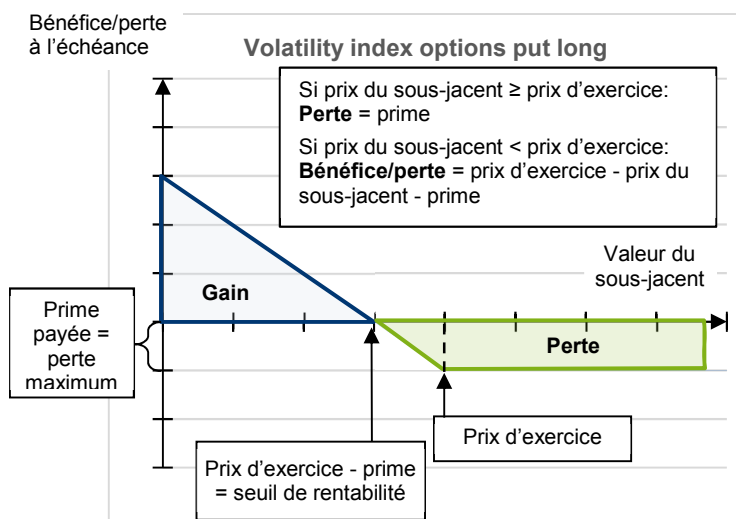 Bénéfice/perte
à l’échéance
Volatility index options put long
Si prix du sous-jacent ≥ prix d’exercice:
Perte = prime
Si prix du sous-jacent < prix d’exercice:
Bénéfice/perte = prix d’exercice - prix du
sous-jacent - prime
Valeur du
sous-jacent
Gain
Prime
payée =
perte
maximum
Perte
Prix d’exercice
Prix d’exercice - prime
= seuil de rentabilité